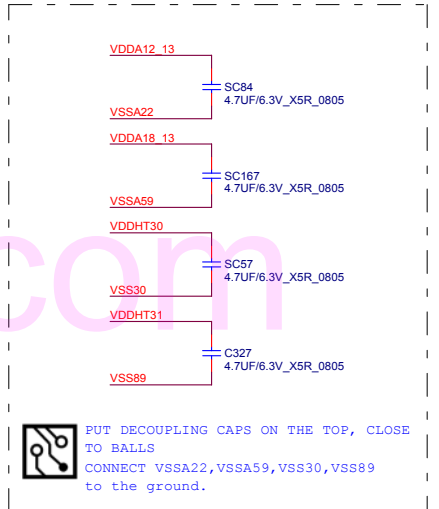 VDDA12_13
SC84
4.7UF/6.3V_X5R_0805
VSSA22
VDDA18_13
SC167
4.7UF/6.3V_X5R_0805
VSSA59
VDDHT30
SC57
4.7UF/6.3V_X5R_0805
VSS30
VDDHT31
C327
4.7UF/6.3V_X5R_0805
VSS89
com
PUT DECOUPLING CAPS ON THE TOP, CLOSE
TO BALLS
CONNECT VSSA22,VSSA59,VSS30,VSS89
to the ground.